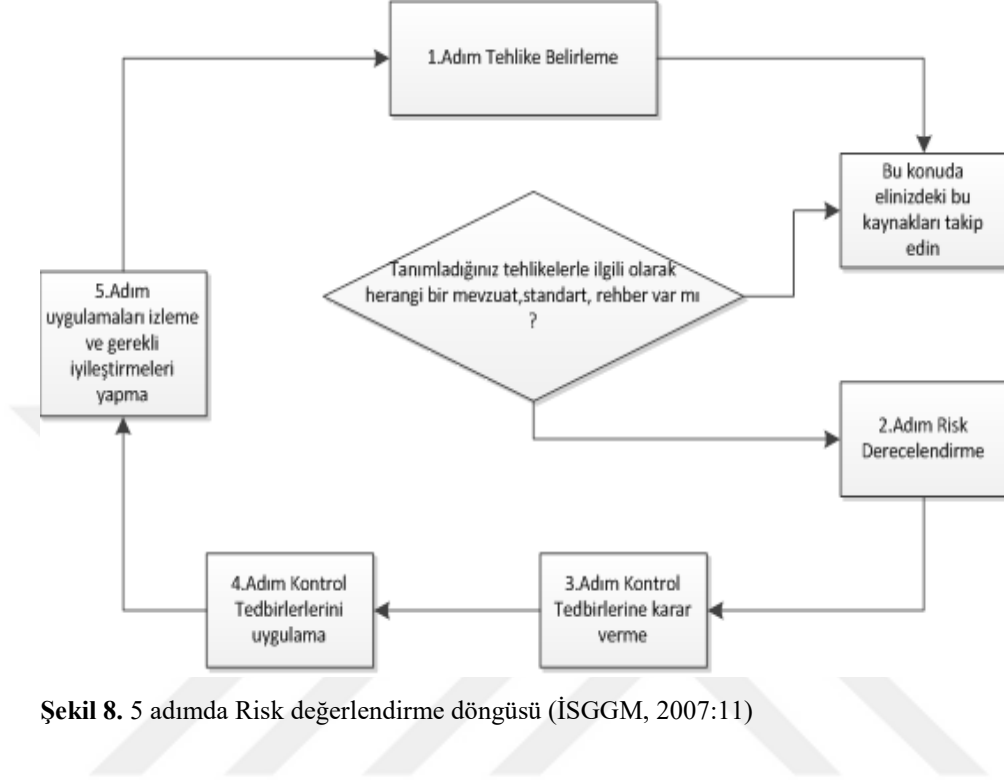 1.Adım Tehlike Belirleme
Bu konuda
elinizdeki bu
kaynakları takip
edin
Tanımladığınız tehlikelerle ilgili olarak
herangi bir mevzuat,standart, rehber var mı
?
5.Adım
uygulamaları izleme
ve gerekli
iyileştirmeleri
yapma
2.Adım Risk
Derecelendirme
4.Adım Kontrol
Tedbirlerlerini
uygulama
3.Adım Kontrol
Tedbirlerine karar
verme
Şekil 8. 5 adımda Risk değerlendirme döngüsü (İSGGM, 2007:11)